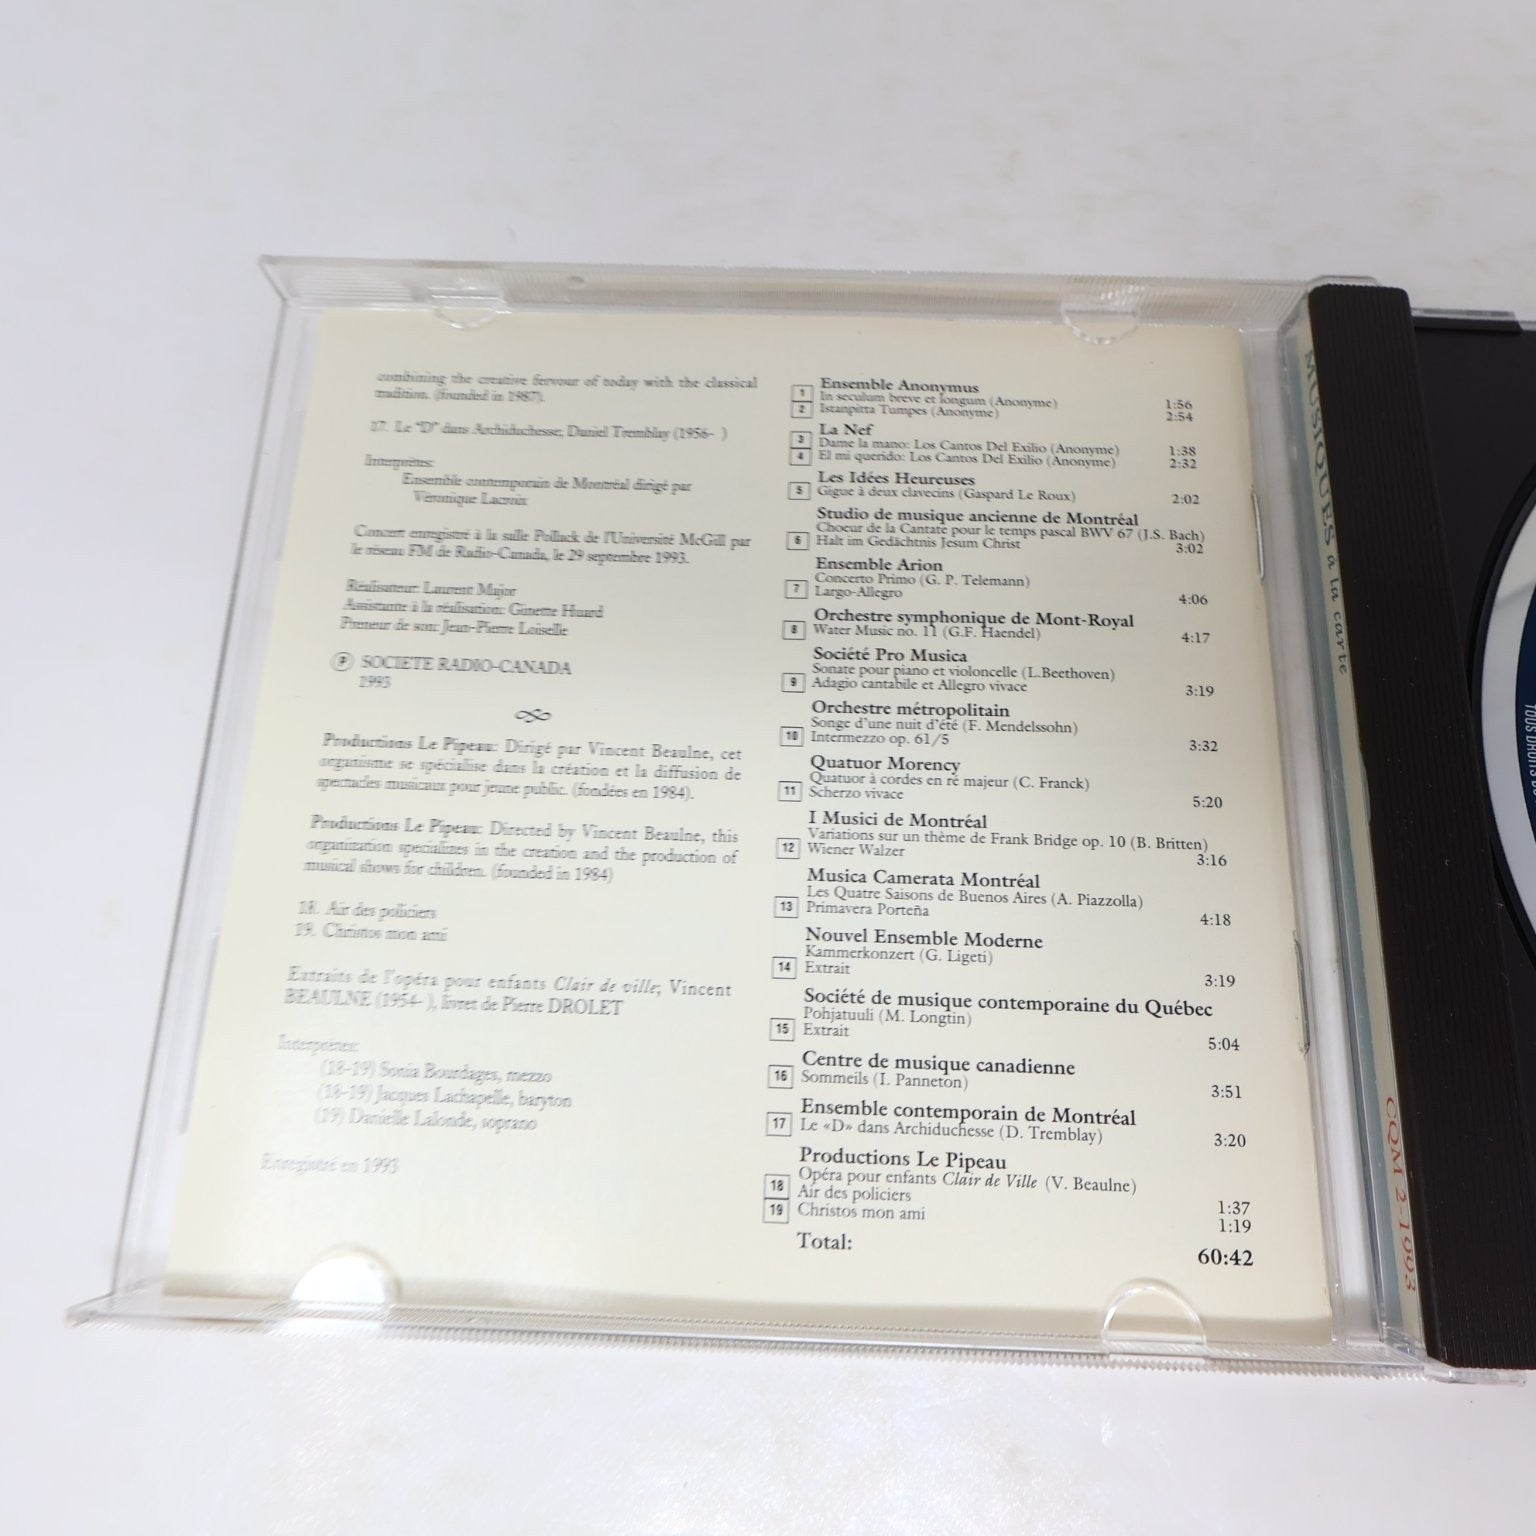 combining the creative fervour of today with the classical
tradition. (founded in 1987).
17. Le "D" dans Archiduchesse, Daniel Tremblay (1956- )
Interprètes:
Ensemble contemporain de Montréal dirigé par
Véronique Lacroix
Concert enregistré à la salle Pollack de l'Université McGill par
le réseau FM de Radio-Canada, le 29 septembre 1993.
Réalisateur: Laurent Major
Assistante à la réalisation: Ginette Huard
Preneur de son: Jean-Pierre Loiselle
Ⓟ SOCIETE RADIO-CANADA
1993
Productions Le Pipeau: Dirigé par Vincent Beaulne, cet
organisme se spécialise dans la création et la diffusion de
spectacles musicaux pour jeune public. (fondées en 1984).
Productions Le Pipeau: Directed by Vincent Beaulne, this
organization specializes in the creation and the production of
musical shows for children. (founded in 1984)
18. Air des policiers
19. Christos mon ami
Extraits de l'opéra pour enfants Clair de ville, Vincent
BEAULNE (1954- ), livret de Pierre DROLET
Interprètes:
(18-19) Sonia Bourdages, mezzo
(18-19) Jacques Lachapelle, baryton
(19) Danielle Lalonde, soprano
Enregistré en 1993
Ensemble Anonymus
1 In seculum breve et longum (Anonyme) 1:56
2 Istanpitta Tumpes (Anonyme) 2:54
La Nef
3 Dame la mano: Los Cantos Del Exilio (Anonyme) 1:38
4 El mi querido: Los Cantos Del Exilio (Anonyme) 2:32
Les Idées Heureuses
5 Gigue à deux clavecins (Gaspard Le Roux) 2:02
Studio de musique ancienne de Montréal
Choeur de la Cantate pour le temps pascal BWV 67 (J.S. Bach)
6 Halt im Gedächtnis Jesum Christ 3:02
Ensemble Arion
Concerto Primo (G. P. Telemann)
7 Largo-Allegro 4:06
Orchestre symphonique de Mont-Royal
8 Water Music no. 11 (G.F. Haendel) 4:17
Société Pro Musica
Sonate pour piano et violoncelle (L.Beethoven)
9 Adagio cantabile et Allegro vivace 3:19
Orchestre métropolitain
Songe d'une nuit d'été (F. Mendelssohn)
10 Intermezzo op. 61/5 3:32
Quatuor Morency
Quatuor à cordes en ré majeur (C. Franck)
11 Scherzo vivace 5:20
I Musici de Montréal
Variations sur un thème de Frank Bridge op. 10 (B. Britten)
12 Wiener Walzer 3:16
Musica Camerata Montréal
Les Quatre Saisons de Buenos Aires (A. Piazzolla)
13 Primavera Porteña 4:18
Nouvel Ensemble Moderne
Kammerkonzert (G. Ligeti)
14 Extrait 3:19
Société de musique contemporaine du Québec
Pohjatuuli (M. Longtin)
15 Extrait 5:04
Centre de musique canadienne
16 Sommeils (I. Panneton) 3:51
Ensemble contemporain de Montréal
17 Le «D» dans Archiduchesse (D. Tremblay) 3:20
Productions Le Pipeau
Opéra pour enfants Clair de Ville (V. Beaulne)
18 Air des policiers 1:37
19 Christos mon ami 1:19
Total: 60:42
MUSIQUES à la carte
CQM 2-1003
TOUS DROITS DU